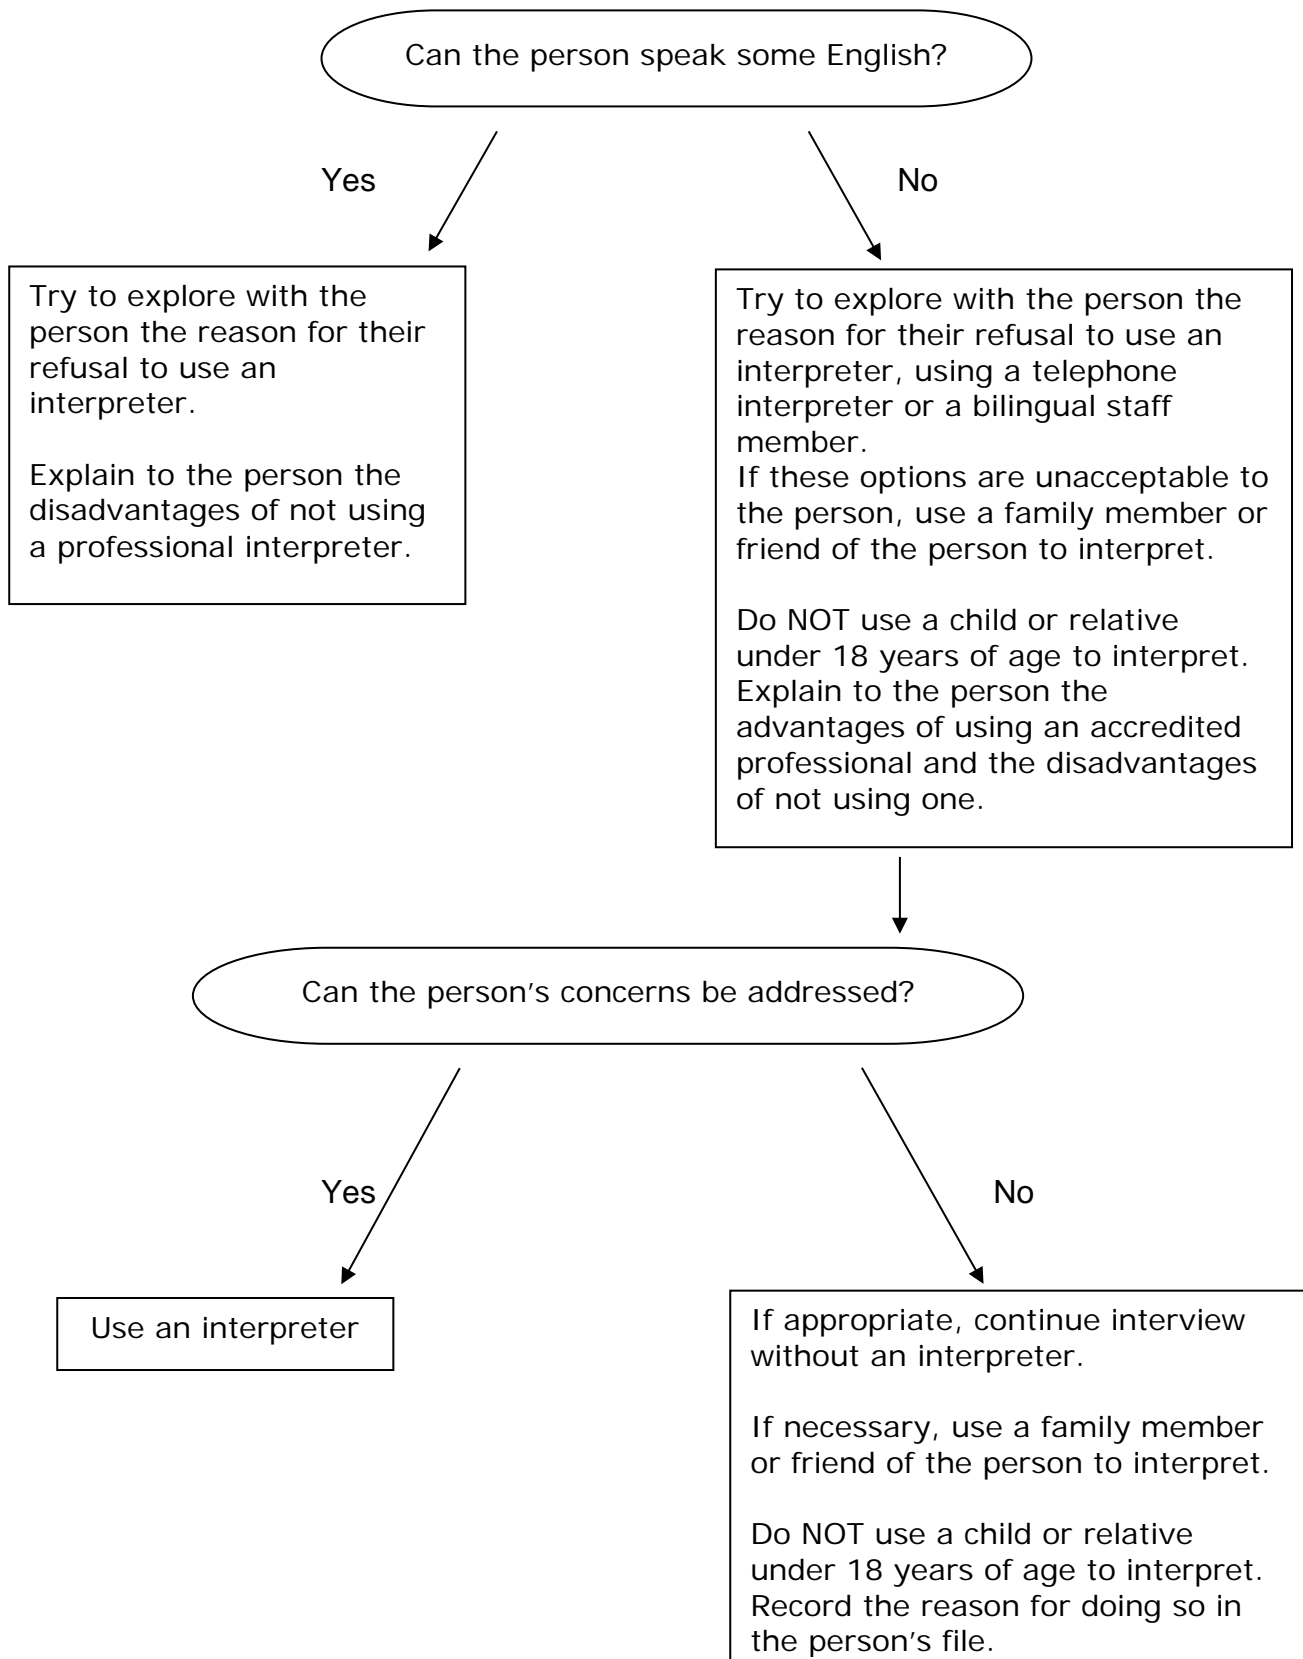 Can the person speak some English?
Yes
No
Try to explore with the
person the reason for their
refusal to use an
interpreter.
Explain to the person the
disadvantages of not using
a professional interpreter.
Try to explore with the person the
reason for their refusal to use an
interpreter, using a telephone
interpreter or a bilingual staff
member.
If these options are unacceptable to
the person, use a family member or
friend of the person to interpret.
Do NOT use a child or relative
under 18 years of age to interpret.
Explain to the person the
advantages of using an accredited
professional and the disadvantages
of not using one.
Can the person's concerns be addressed?
Yes
No
Use an interpreter
If appropriate, continue interview
without an interpreter.
If necessary, use a family member
or friend of the person to interpret.
Do NOT use a child or relative
under 18 years of age to interpret.
Record the reason for doing so in
the person's file.